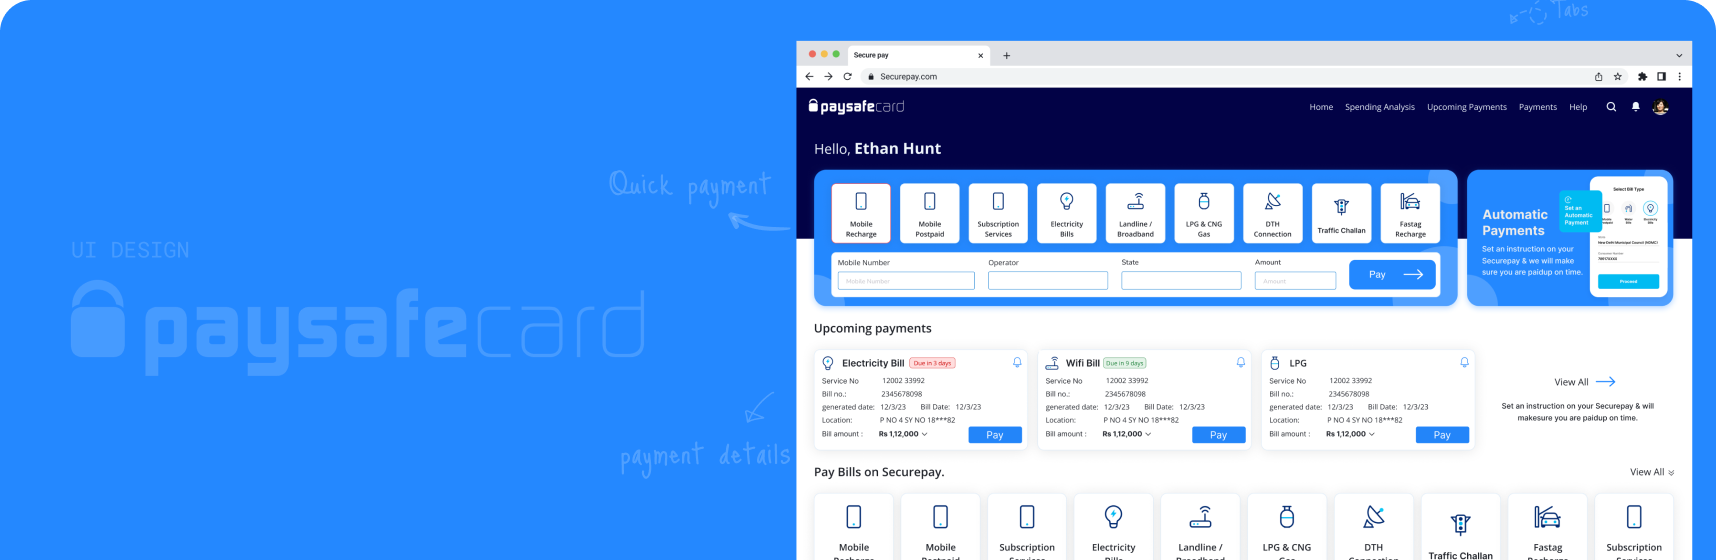 Tabs
Secure pay
Securepay.com
paysafecard
Home Spending Analysis Upcoming Payments Payments Help
Hello, Ethan Hunt
Quick payment
UI DESIGN
paysafecard
payment details
Mobile Recharge
Mobile Postpaid
Subscription Services
Electricity Bills
Landline / Broadband
LPG & CNG Gas
DTH Connection
Traffic Challan
Fastag Recharge
Mobile Number Operator State Amount
Mobile Number Amount
Pay
Automatic
Payments
Set an instruction on your
Securepay & we will make
sure you are paidup on time.
Set an
Automatic
Payment
Select Bill Type
Proceed
Upcoming payments
Electricity Bill Due in 3 days
Service No 12002 33992
Bill no.: 2345678098
generated date: 12/3/23 Bill Date: 12/3/23
Location: P NO 4 SY NO 18***82
Bill amount : Rs 1,12,000 Pay
Wifi Bill Due in 9 days
Service No 12002 33992
Bill no.: 2345678098
generated date: 12/3/23 Bill Date: 12/3/23
Location: P NO 4 SY NO 18***82
Bill amount : Rs 1,12,000 Pay
LPG
Service No 12002 33992
Bill no.: 2345678098
generated date: 12/3/23 Bill Date: 12/3/23
Location: P NO 4 SY NO 18***82
Bill amount : Rs 1,12,000 Pay
View All
Set an instruction on your Securepay & will
makesure you are paidup on time.
Pay Bills on Securepay.
View All
Mobile Recharge
Mobile Postpaid
Subscription Services
Electricity Bills
Landline / Broadband
LPG & CNG Gas
DTH Connection
Traffic Challan
Fastag Recharge
Subscription Services